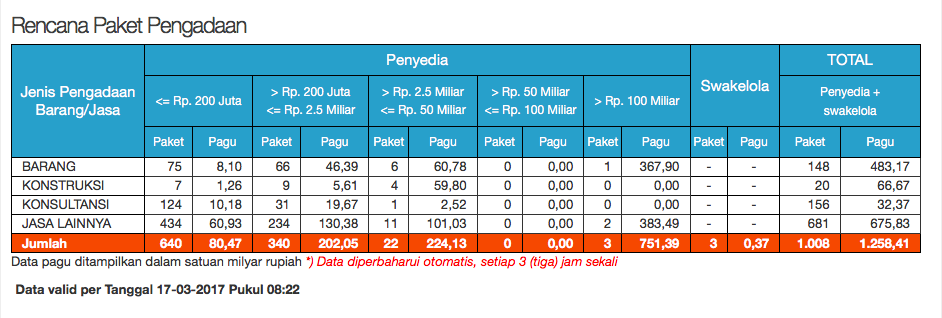 Rencana Paket Pengadaan
Jenis Pengadaan Barang/Jasa Penyedia Swakelola TOTAL
<= Rp. 200 Juta > Rp. 200 Juta <= Rp. 2.5 Miliar > Rp. 2.5 Miliar <= Rp. 50 Miliar > Rp. 50 Miliar <= Rp. 100 Miliar > Rp. 100 Miliar Penyedia + swakelola
Paket Pagu Paket Pagu Paket Pagu Paket Pagu Paket Pagu Paket Pagu Paket Pagu
BARANG 75 8,10 66 46,39 6 60,78 0 0,00 1 367,90 - - 148 483,17
KONSTRUKSI 7 1,26 9 5,61 4 59,80 0 0,00 0 0,00 - - 20 66,67
KONSULTANSI 124 10,18 31 19,67 1 2,52 0 0,00 0 0,00 - - 156 32,37
JASA LAINNYA 434 60,93 234 130,38 11 101,03 0 0,00 2 383,49 - - 681 675,83
Jumlah 640 80,47 340 202,05 22 224,13 0 0,00 3 751,39 3 0,37 1.008 1.258,41
Data pagu ditampilkan dalam satuan milyar rupiah *) Data diperbaharui otomatis, setiap 3 (tiga) jam sekali
Data valid per Tanggal 17-03-2017 Pukul 08:22